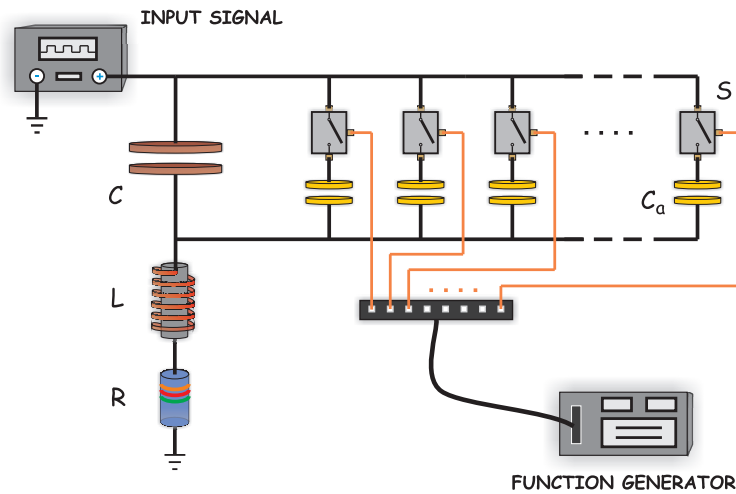 INPUT SIGNAL
- +
S
C
Ca
L
R
FUNCTION GENERATOR